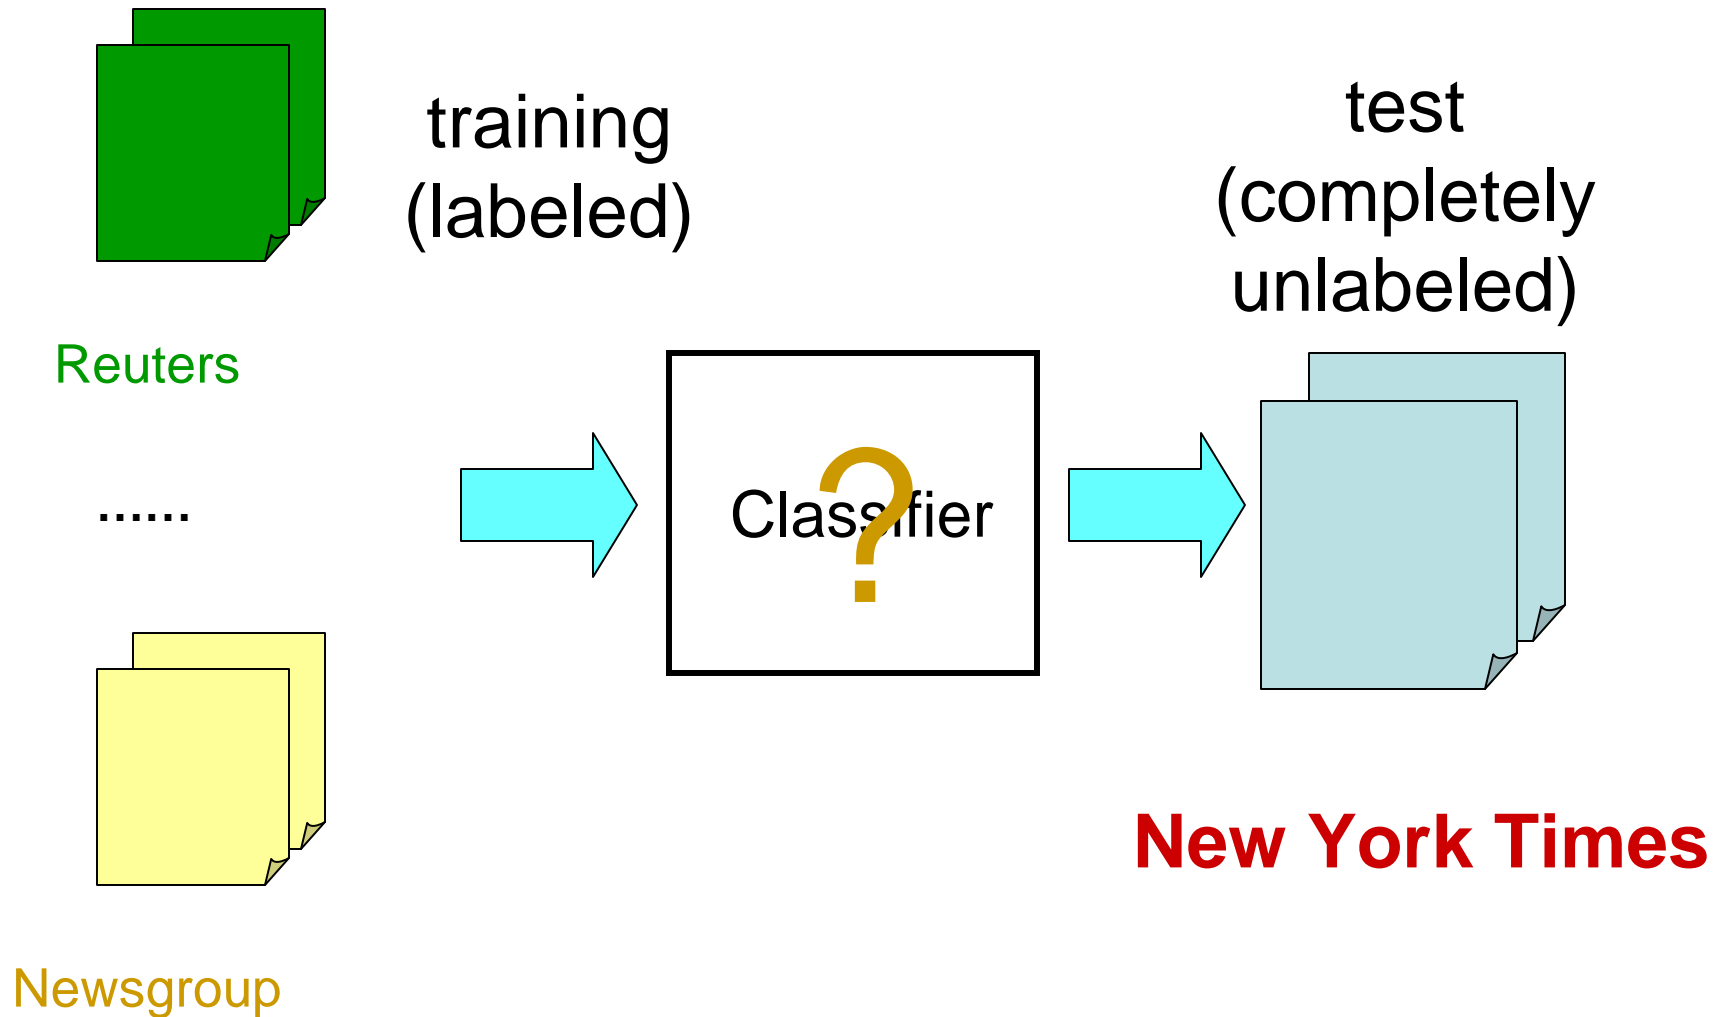 training
(labeled)
test
(completely
unlabeled)
Reuters
......
Classifier
?
New York Times
Newsgroup